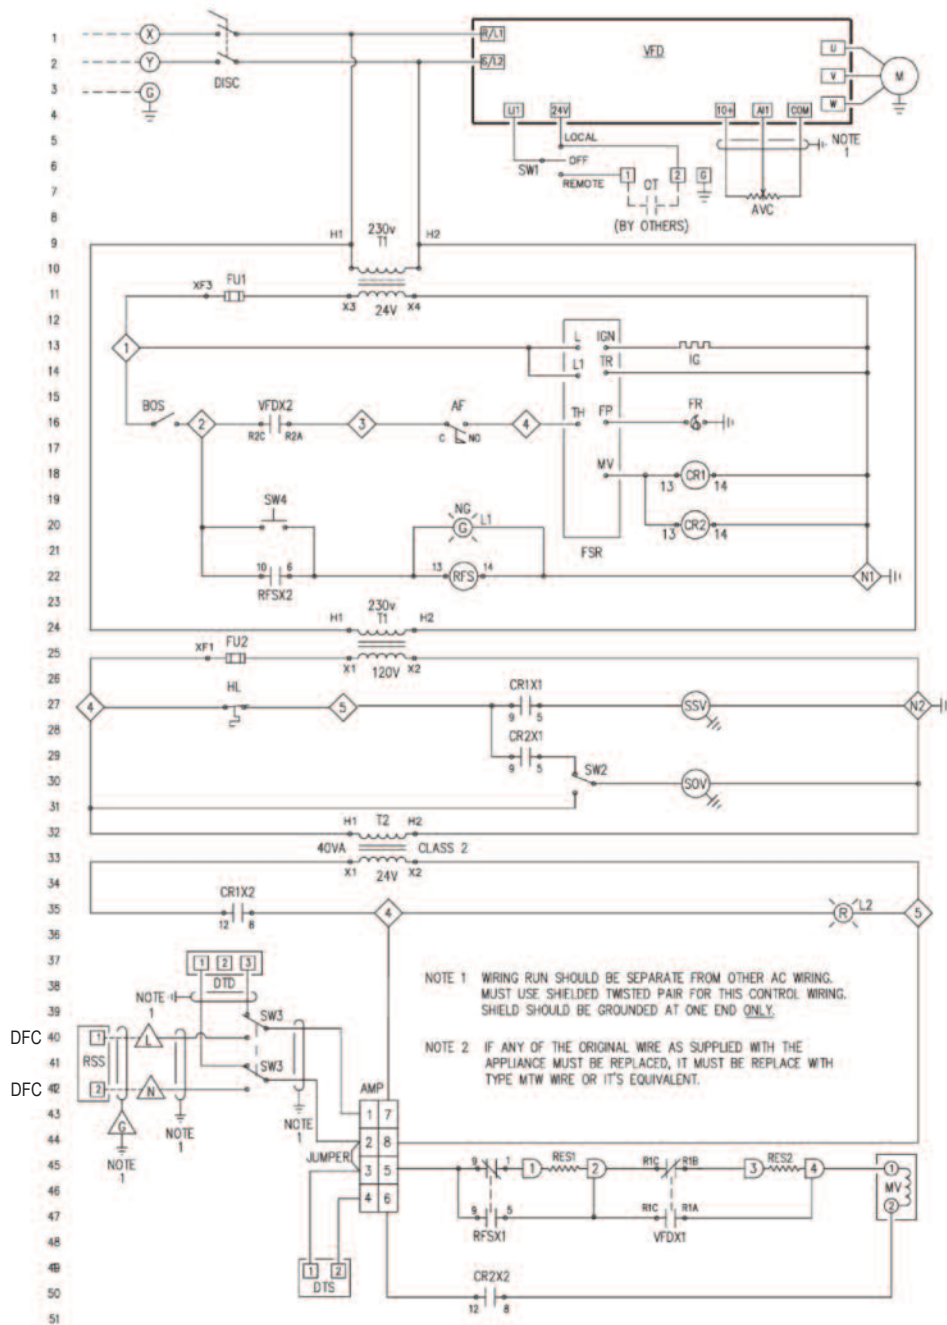 1
X
R/L1
VFD
U
2
Y
S/L2
V
M
DISC
3
G
W
4
LI1
24V
10+
AI1
COM
5
LOCAL
NOTE
1
6
SW1
OFF
7
REMOTE
1
OT
2
G
AVC
8
(BY OTHERS)
9
H1
230v
T1
H2
10
XF3
FU1
11
X3
24V
X4
12
13
1
L
IGN
IG
14
L1
TR
15
BOS
VFDX2
AF
FR
16
2
R2C
R2A
3
C
NO
4
TH
FP
17
18
MV
13
CR1
14
19
SW4
NG
20
G
L1
13
CR2
14
21
FSR
22
10
6
13
RFS
14
N1
RFSX2
23
24
H1
230v
T1
H2
25
XF1
FU2
X1
120V
X2
26
HL
CR1X1
27
4
5
9
5
SSV
N2
28
CR2X1
29
9
5
SW2
30
SOV
31
32
H1
T2
H2
33
40VA
CLASS 2
X1
24V
X2
34
CR1X2
35
12
8
4
R
L2
5
36
37
1
2
3
DTD
38
NOTE
1
39
SW3
NOTE 1 WIRING RUN SHOULD BE SEPARATE FROM OTHER AC WIRING.
MUST USE SHIELDED TWISTED PAIR FOR THIS CONTROL WIRING.
SHIELD SHOULD BE GROUNDED AT ONE END ONLY.
DFC
40
1
L
RSS
41
SW3
NOTE 2 IF ANY OF THE ORIGINAL WIRE AS SUPPLIED WITH THE
APPLIANCE MUST BE REPLACED, IT MUST BE REPLACE WITH
TYPE MTW WIRE OR IT'S EQUIVALENT.
DFC
42
2
N
AMP
43
G
NOTE
1
NOTE
1
1
7
44
NOTE
1
2
8
JUMPER
45
3
5
9
1
1
RES1
2
R1C
R1B
3
RES2
4
1
MV
46
4
6
2
47
9
5
R1C
R1A
RFSX1
VFDX1
48
49
1
2
DTS
CR2X2
50
12
8
51